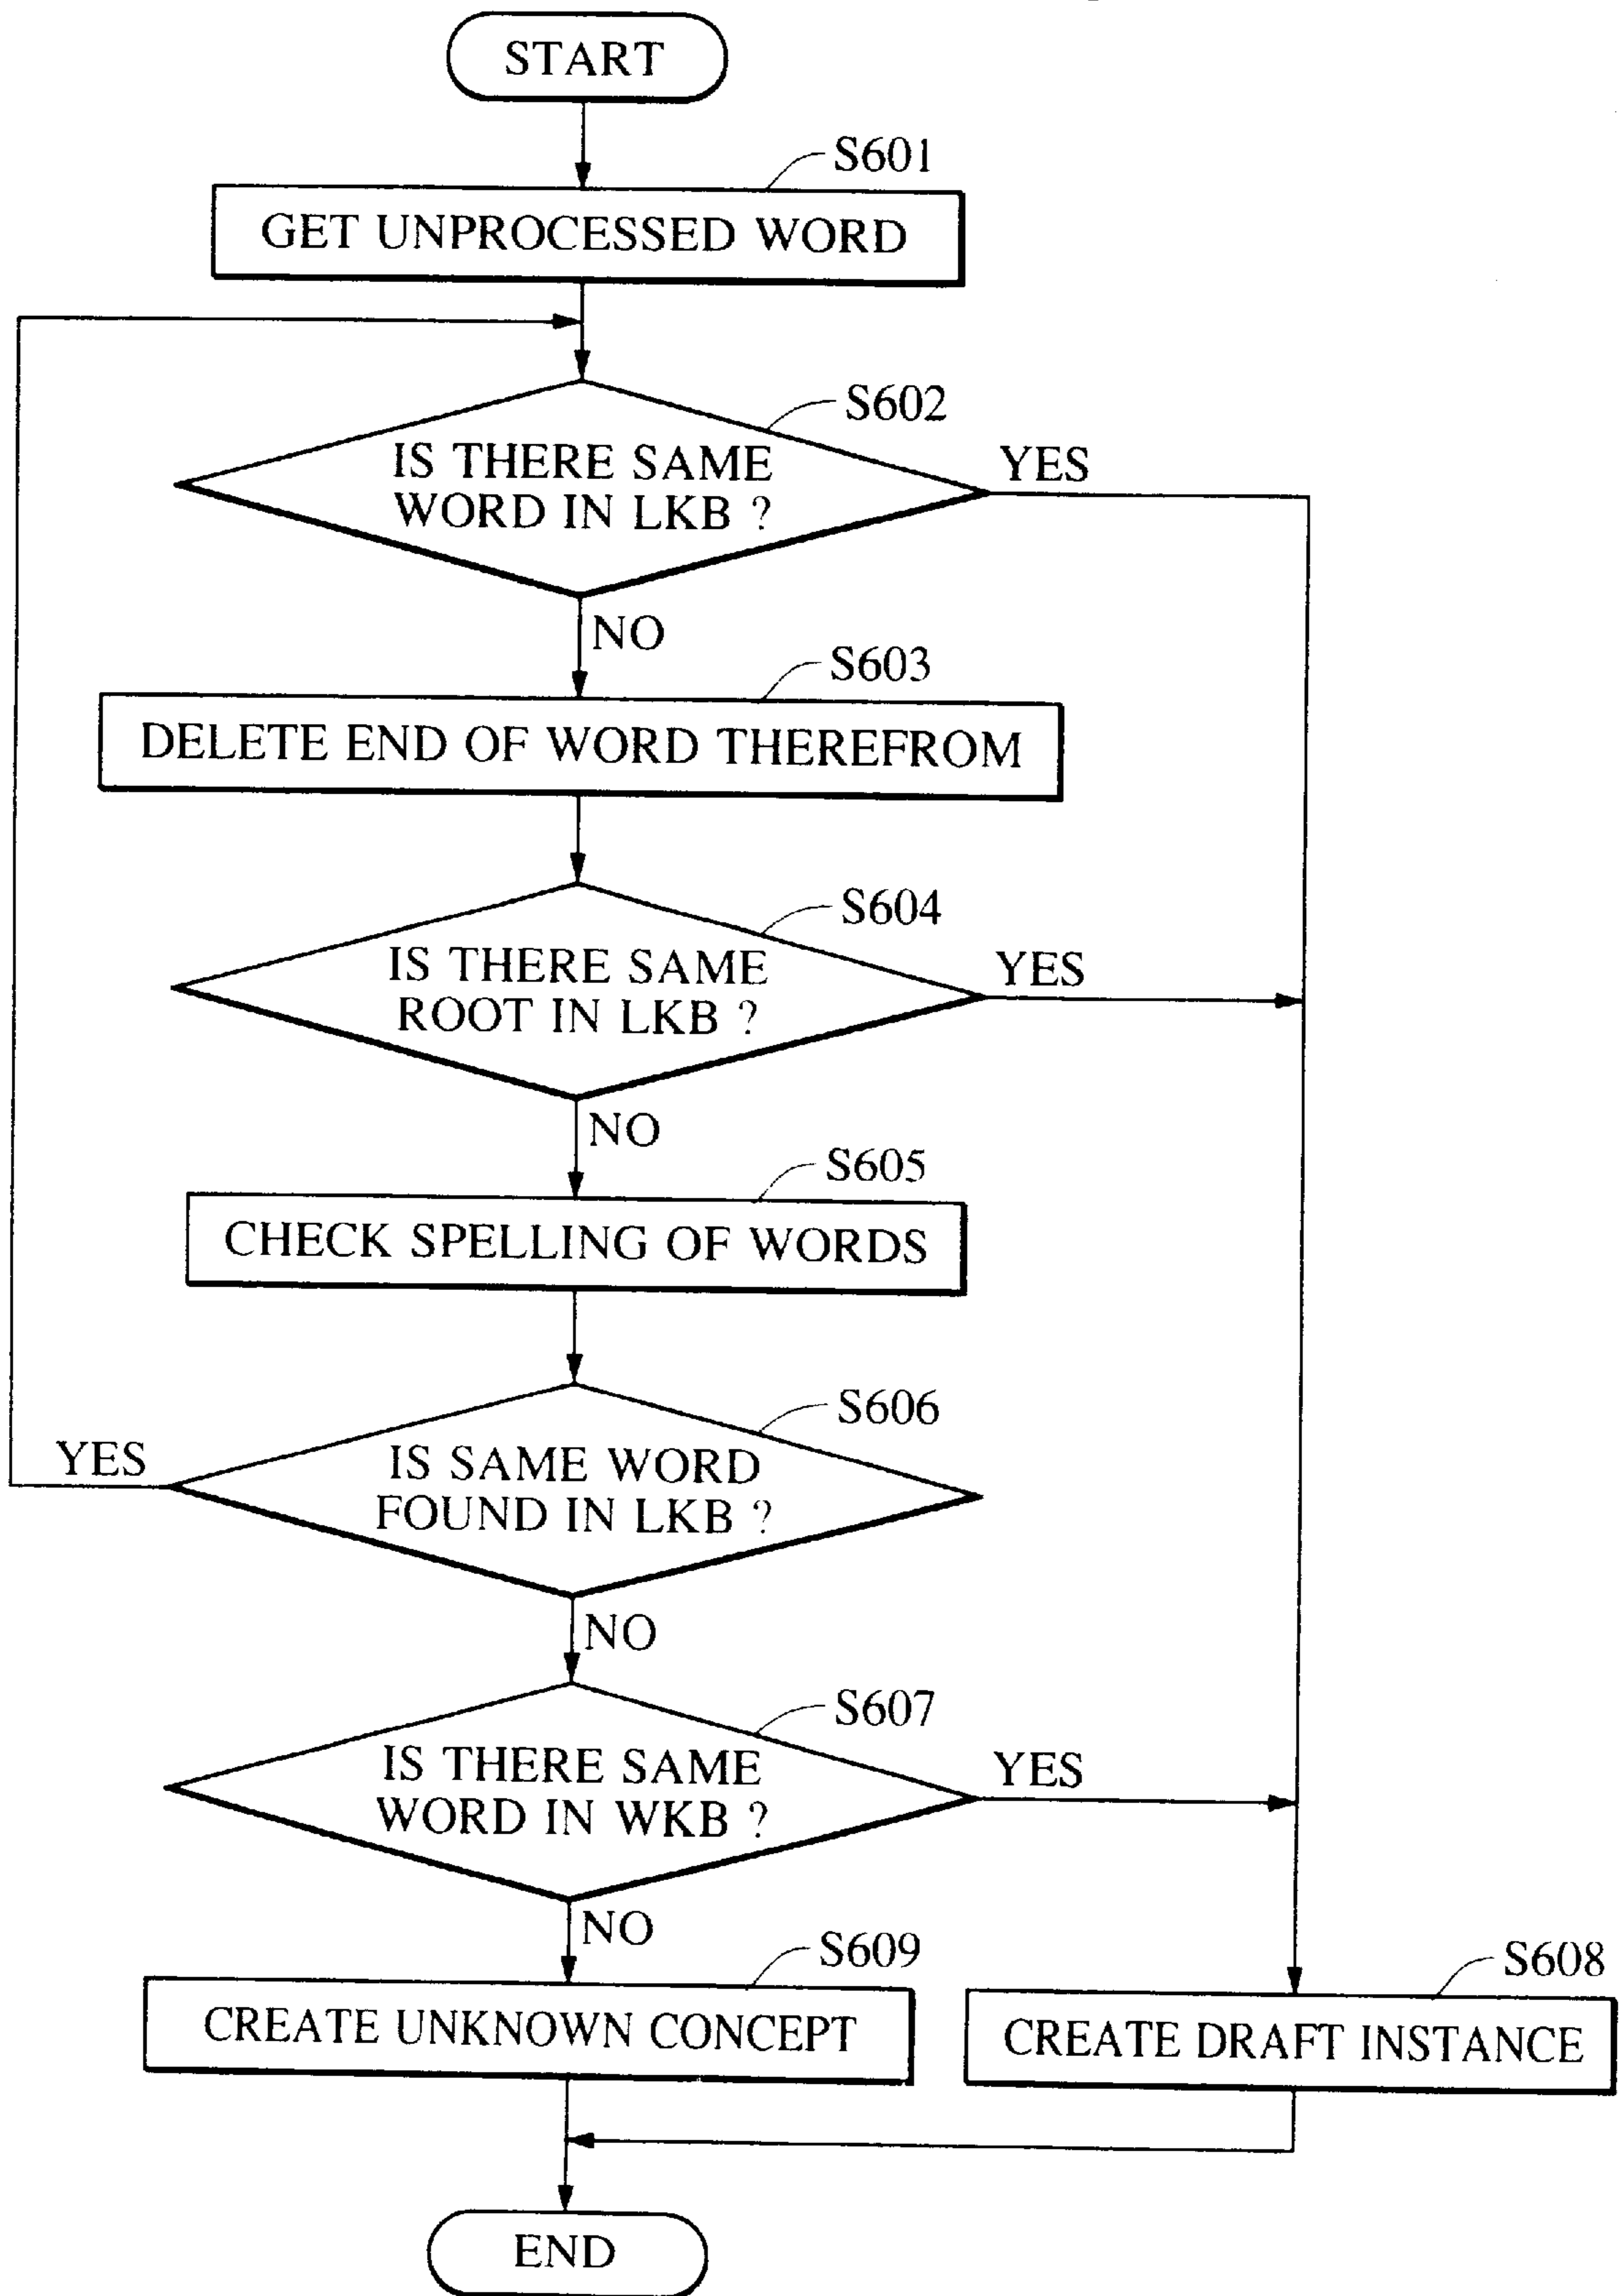 START
S601
GET UNPROCESSED WORD
S602
IS THERE SAME
WORD IN LKB ?
YES
NO
S603
DELETE END OF WORD THEREFROM
S604
IS THERE SAME
ROOT IN LKB ?
YES
NO
S605
CHECK SPELLING OF WORDS
S606
YES
IS SAME WORD
FOUND IN LKB ?
NO
S607
IS THERE SAME
WORD IN WKB ?
YES
NO
S609
CREATE UNKNOWN CONCEPT
S608
CREATE DRAFT INSTANCE
END